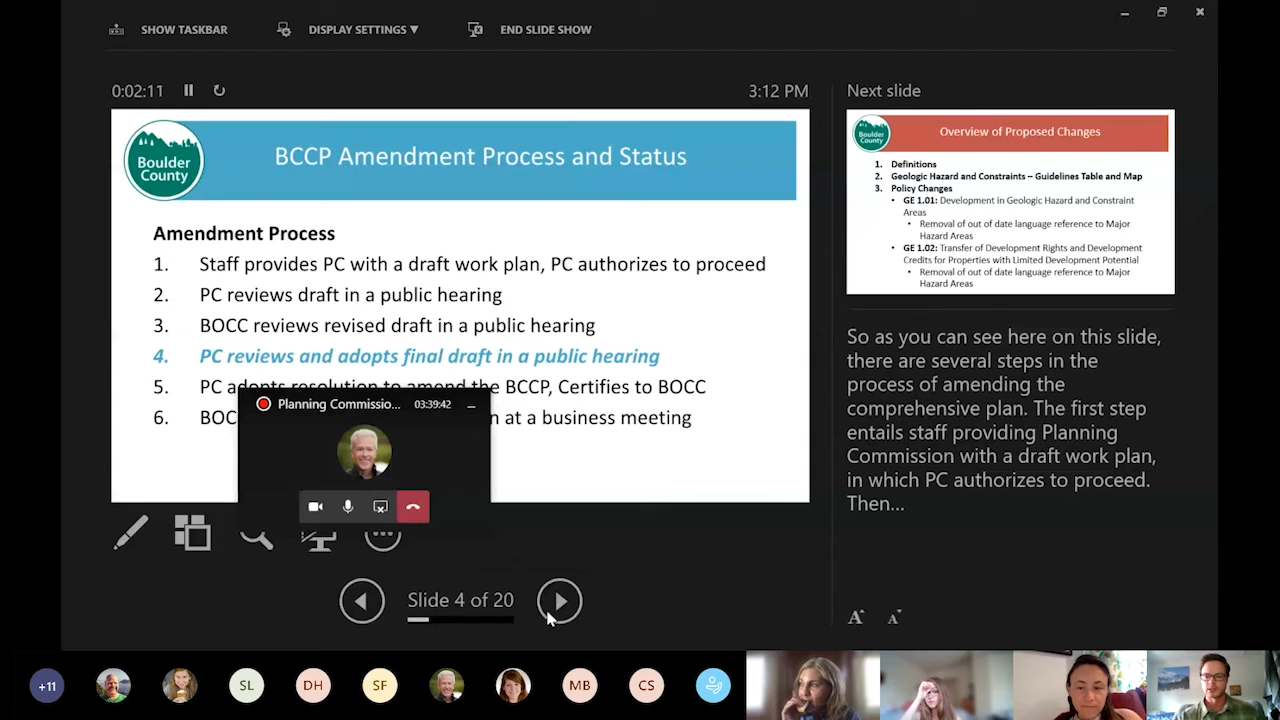 SHOW TASKBAR
DISPLAY SETTINGS ▼
END SLIDE SHOW
0:02:11
3:12 PM
Boulder
County
BCCP Amendment Process and Status
Amendment Process
1. Staff provides PC with a draft work plan, PC authorizes to proceed
2. PC reviews draft in a public hearing
3. BOCC reviews revised draft in a public hearing
4. PC reviews and adopts final draft in a public hearing
5. PC adopts resolution to amend the BCCP, Certifies to BOCC
6. BOC
at a business meeting
Planning Commissio...
03:39:42
Slide 4 of 20
Next slide
Boulder
County
Overview of Proposed Changes
1. Definitions
2. Geologic Hazard and Constraints – Guidelines Table and Map
3. Policy Changes
• GE 1.01: Development in Geologic Hazard and Constraint
Areas
• Removal of out of date language reference to Major
Hazard Areas
• GE 1.02: Transfer of Development Rights and Development
Credits for Properties with Limited Development Potential
• Removal of out of date language reference to Major
Hazard Areas
So as you can see here on this slide,
there are several steps in the
process of amending the
comprehensive plan. The first step
entails staff providing Planning
Commission with a draft work plan,
in which PC authorizes to proceed.
Then...
A A
+11
SL
DH
SF
MB
CS